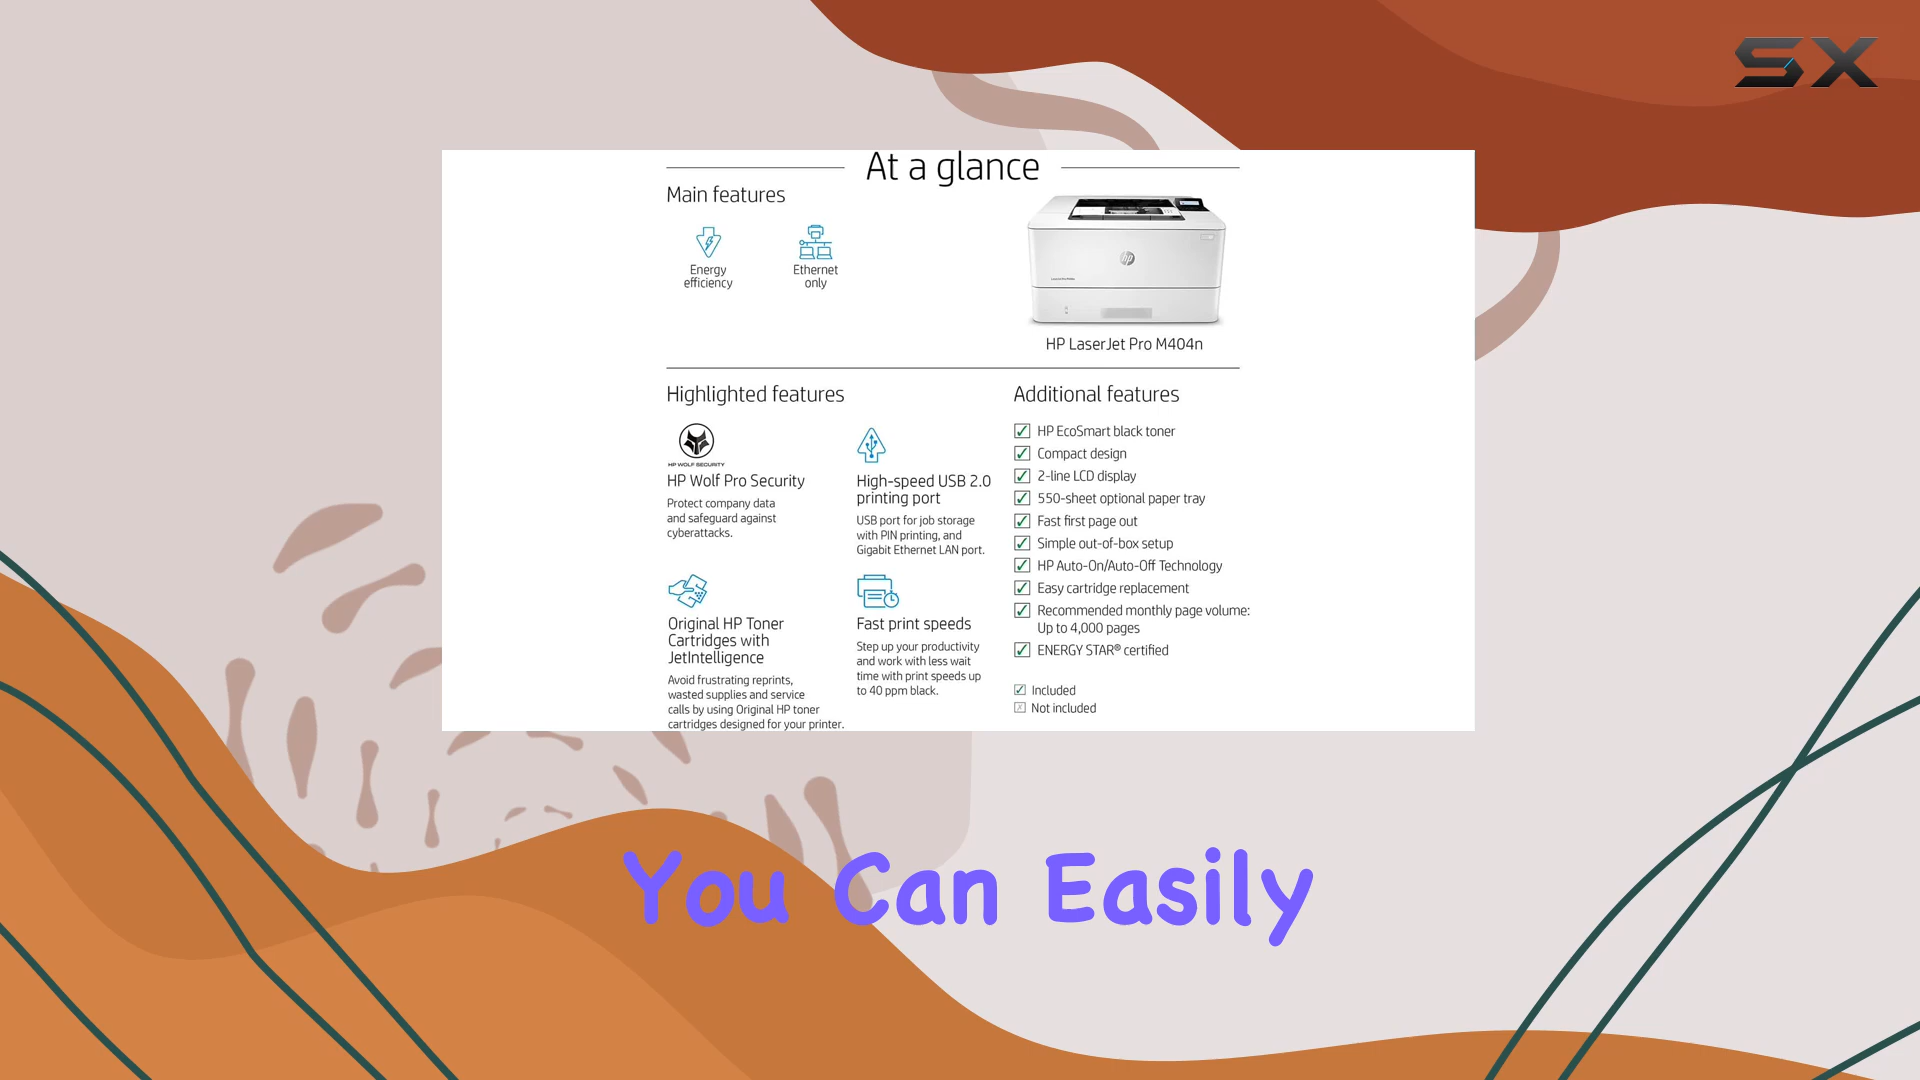 SX
At a glance
Main features
Energy
efficiency
Ethernet
only
HP LaserJet Pro M404n
Highlighted features
HP WOLF SECURITY
HP Wolf Pro Security
Protect company data
and safeguard against
cyberattacks.
High-speed USB 2.0
printing port
USB port for job storage
with PIN printing, and
Gigabit Ethernet LAN port.
Original HP Toner
Cartridges with
JetIntelligence
Avoid frustrating reprints,
wasted supplies and service
calls by using Original HP toner
cartridges designed for your printer.
Fast print speeds
Step up your productivity
and work with less wait
time with print speeds up
to 40 ppm black.
Additional features
HP EcoSmart black toner
Compact design
2-line LCD display
550-sheet optional paper tray
Fast first page out
Simple out-of-box setup
HP Auto-On/Auto-Off Technology
Easy cartridge replacement
Recommended monthly page volume:
Up to 4,000 pages
ENERGY STAR® certified
Included
Not included
You Can Easily